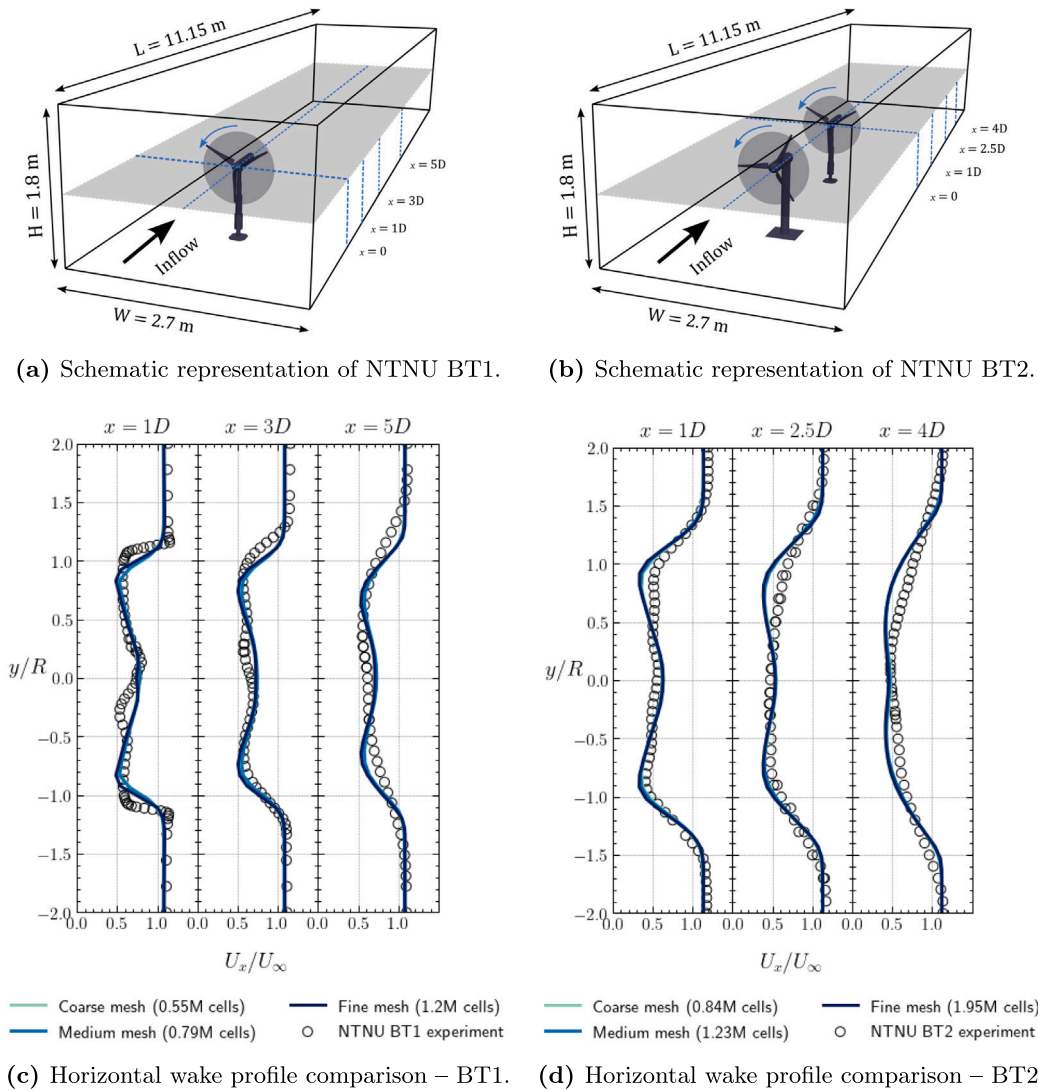 L = 11.15 m
H = 1.8 m
W = 2.7 m
Inflow
x = 5D
x = 3D
x = 1D
x = 0
L = 11.15 m
H = 1.8 m
W = 2.7 m
Inflow
x = 4D
x = 2.5D
x = 1D
x = 0
(a) Schematic representation of NTNU BT1.
(b) Schematic representation of NTNU BT2.
x = 1D x = 3D x = 5D
2.0
1.5
1.0
0.5
y/R 0.0
−0.5
−1.0
−1.5
−2.0
0.0 0.5 1.0 0.0 0.5 1.0 0.0 0.5 1.0
U_x/U_∞
Coarse mesh (0.55M cells) Fine mesh (1.2M cells)
Medium mesh (0.79M cells) NTNU BT1 experiment
x = 1D x = 2.5D x = 4D
2.0
1.5
1.0
0.5
y/R 0.0
−0.5
−1.0
−1.5
−2.0
0.0 0.5 1.0 0.0 0.5 1.0 0.0 0.5 1.0
U_x/U_∞
Coarse mesh (0.84M cells) Fine mesh (1.95M cells)
Medium mesh (1.23M cells) NTNU BT2 experiment
(c) Horizontal wake profile comparison – BT1.
(d) Horizontal wake profile comparison – BT2